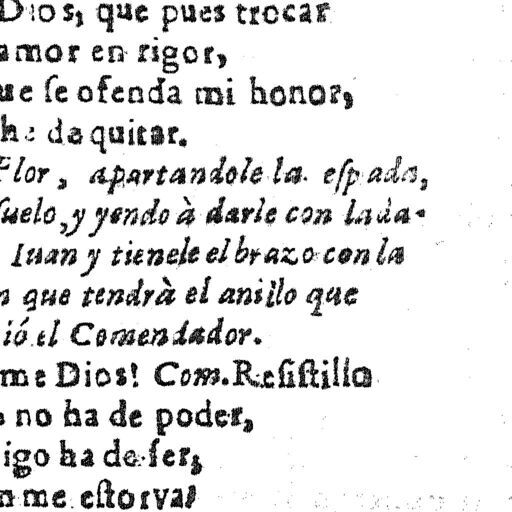 Dios, que pues trocar
amor en rigor,
ue ſe ofenda mi honor,
he de quitar.
Flor, apartandole la eſpada,
ſuelo, y yendo à darle con la da-
Iuan y tienele el brazo con la
n que tendrà el anillo que
ió el Comendador.
me Dios! Com. Reſiſtillo
no ha de poder,
igo ha de ſer,
n me eſtorva?